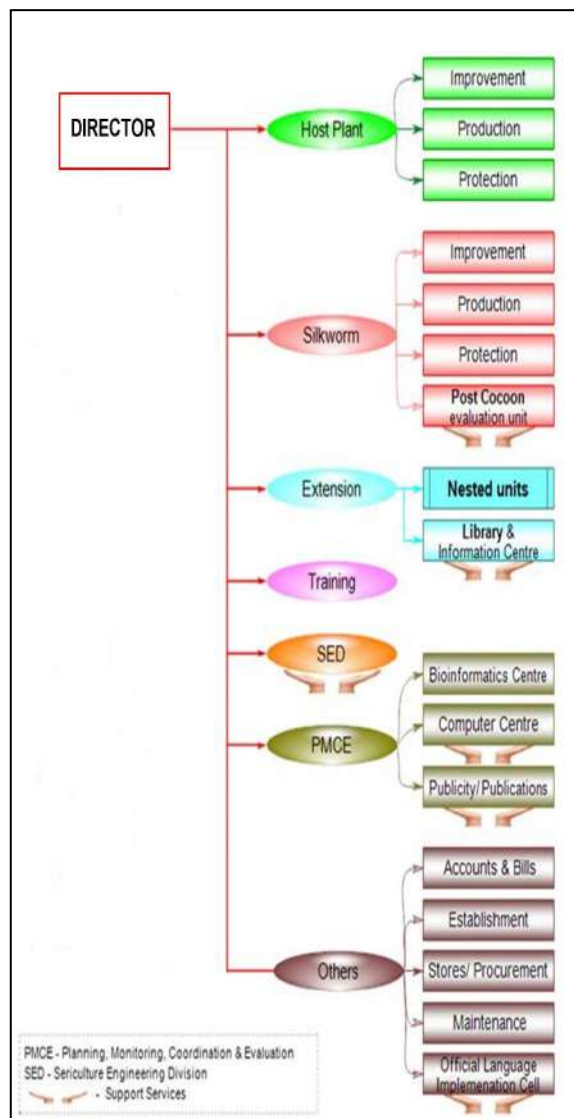 DIRECTOR
Host Plant
Improvement
Production
Protection
Silkworm
Improvement
Production
Protection
Post Cocoon
evaluation unit
Extension
Nested units
Library &
Information Centre
Training
SED
PMCE
Bioinformatics Centre
Computer Centre
Publicity/ Publications
Others
Accounts & Bills
Establishment
Stores/ Procurement
Maintenance
Official Language
Implemenation Cell
PMCE - Planning, Monitoring, Coordination & Evaluation
SED - Sericulture Engineering Division
- Support Services